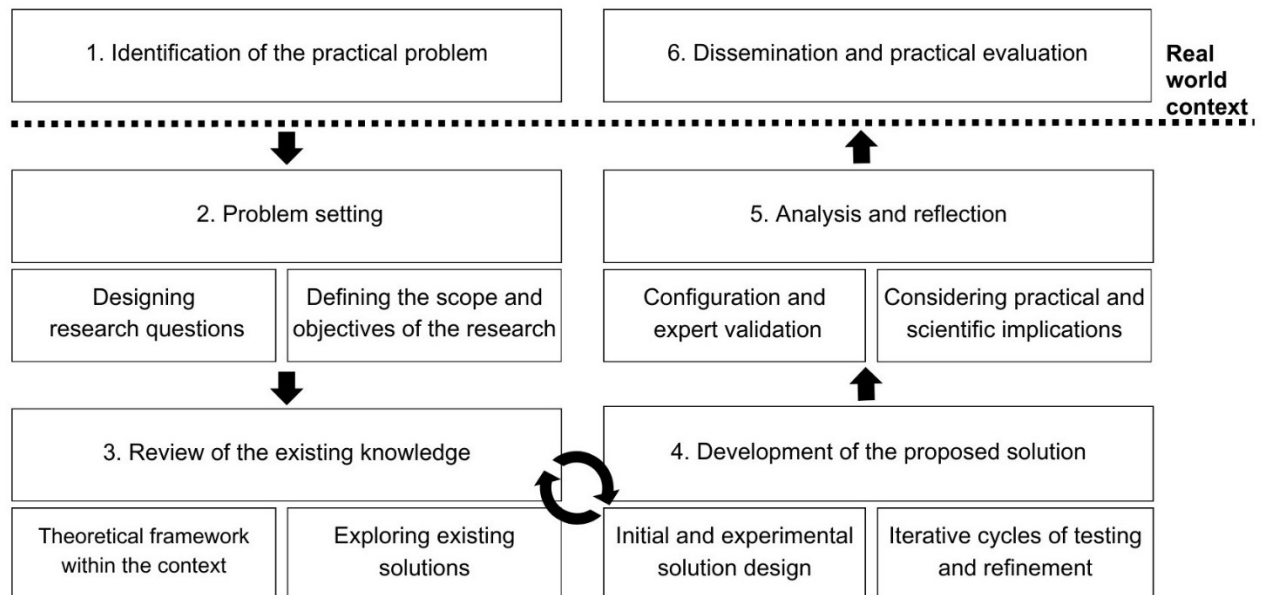 1. Identification of the practical problem
6. Dissemination and practical evaluation
Real
world
context
2. Problem setting
Designing
research questions
Defining the scope and
objectives of the research
3. Review of the existing knowledge
Theoretical framework
within the context
Exploring existing
solutions
4. Development of the proposed solution
Initial and experimental
solution design
Iterative cycles of testing
and refinement
5. Analysis and reflection
Configuration and
expert validation
Considering practical and
scientific implications